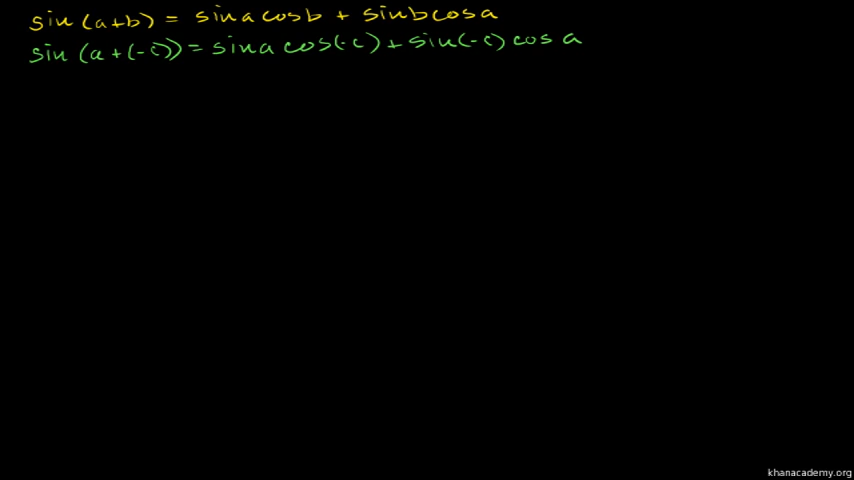 sin (a+b) = sin a cos b + sin b cos a
sin (a + (-c)) = sin a cos(-c) + sin(-c) cos a
khanacademy.org